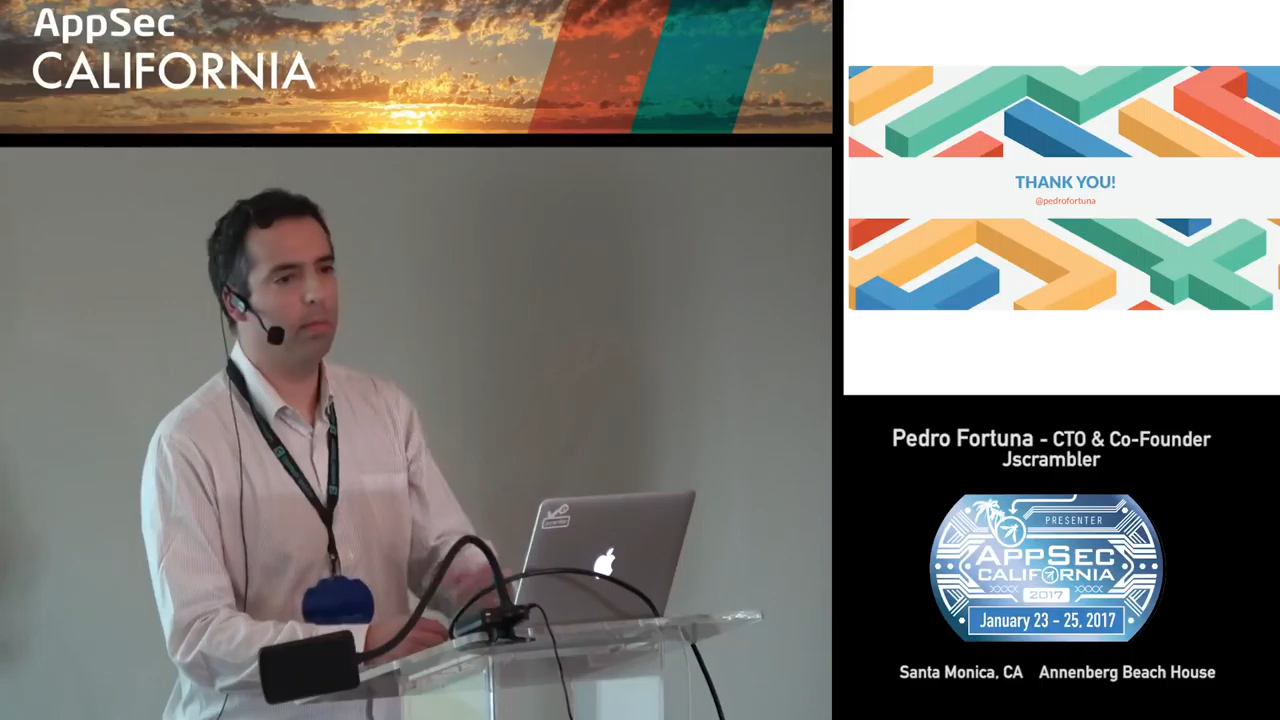 AppSec
CALIFORNIA
THANK YOU!
@pedrofortuna
Pedro Fortuna - CTO & Co-Founder
Jscrambler
PRESENTER
APPSEC
CALIFORNIA
2017
January 23 - 25, 2017
Santa Monica, CA Annenberg Beach House